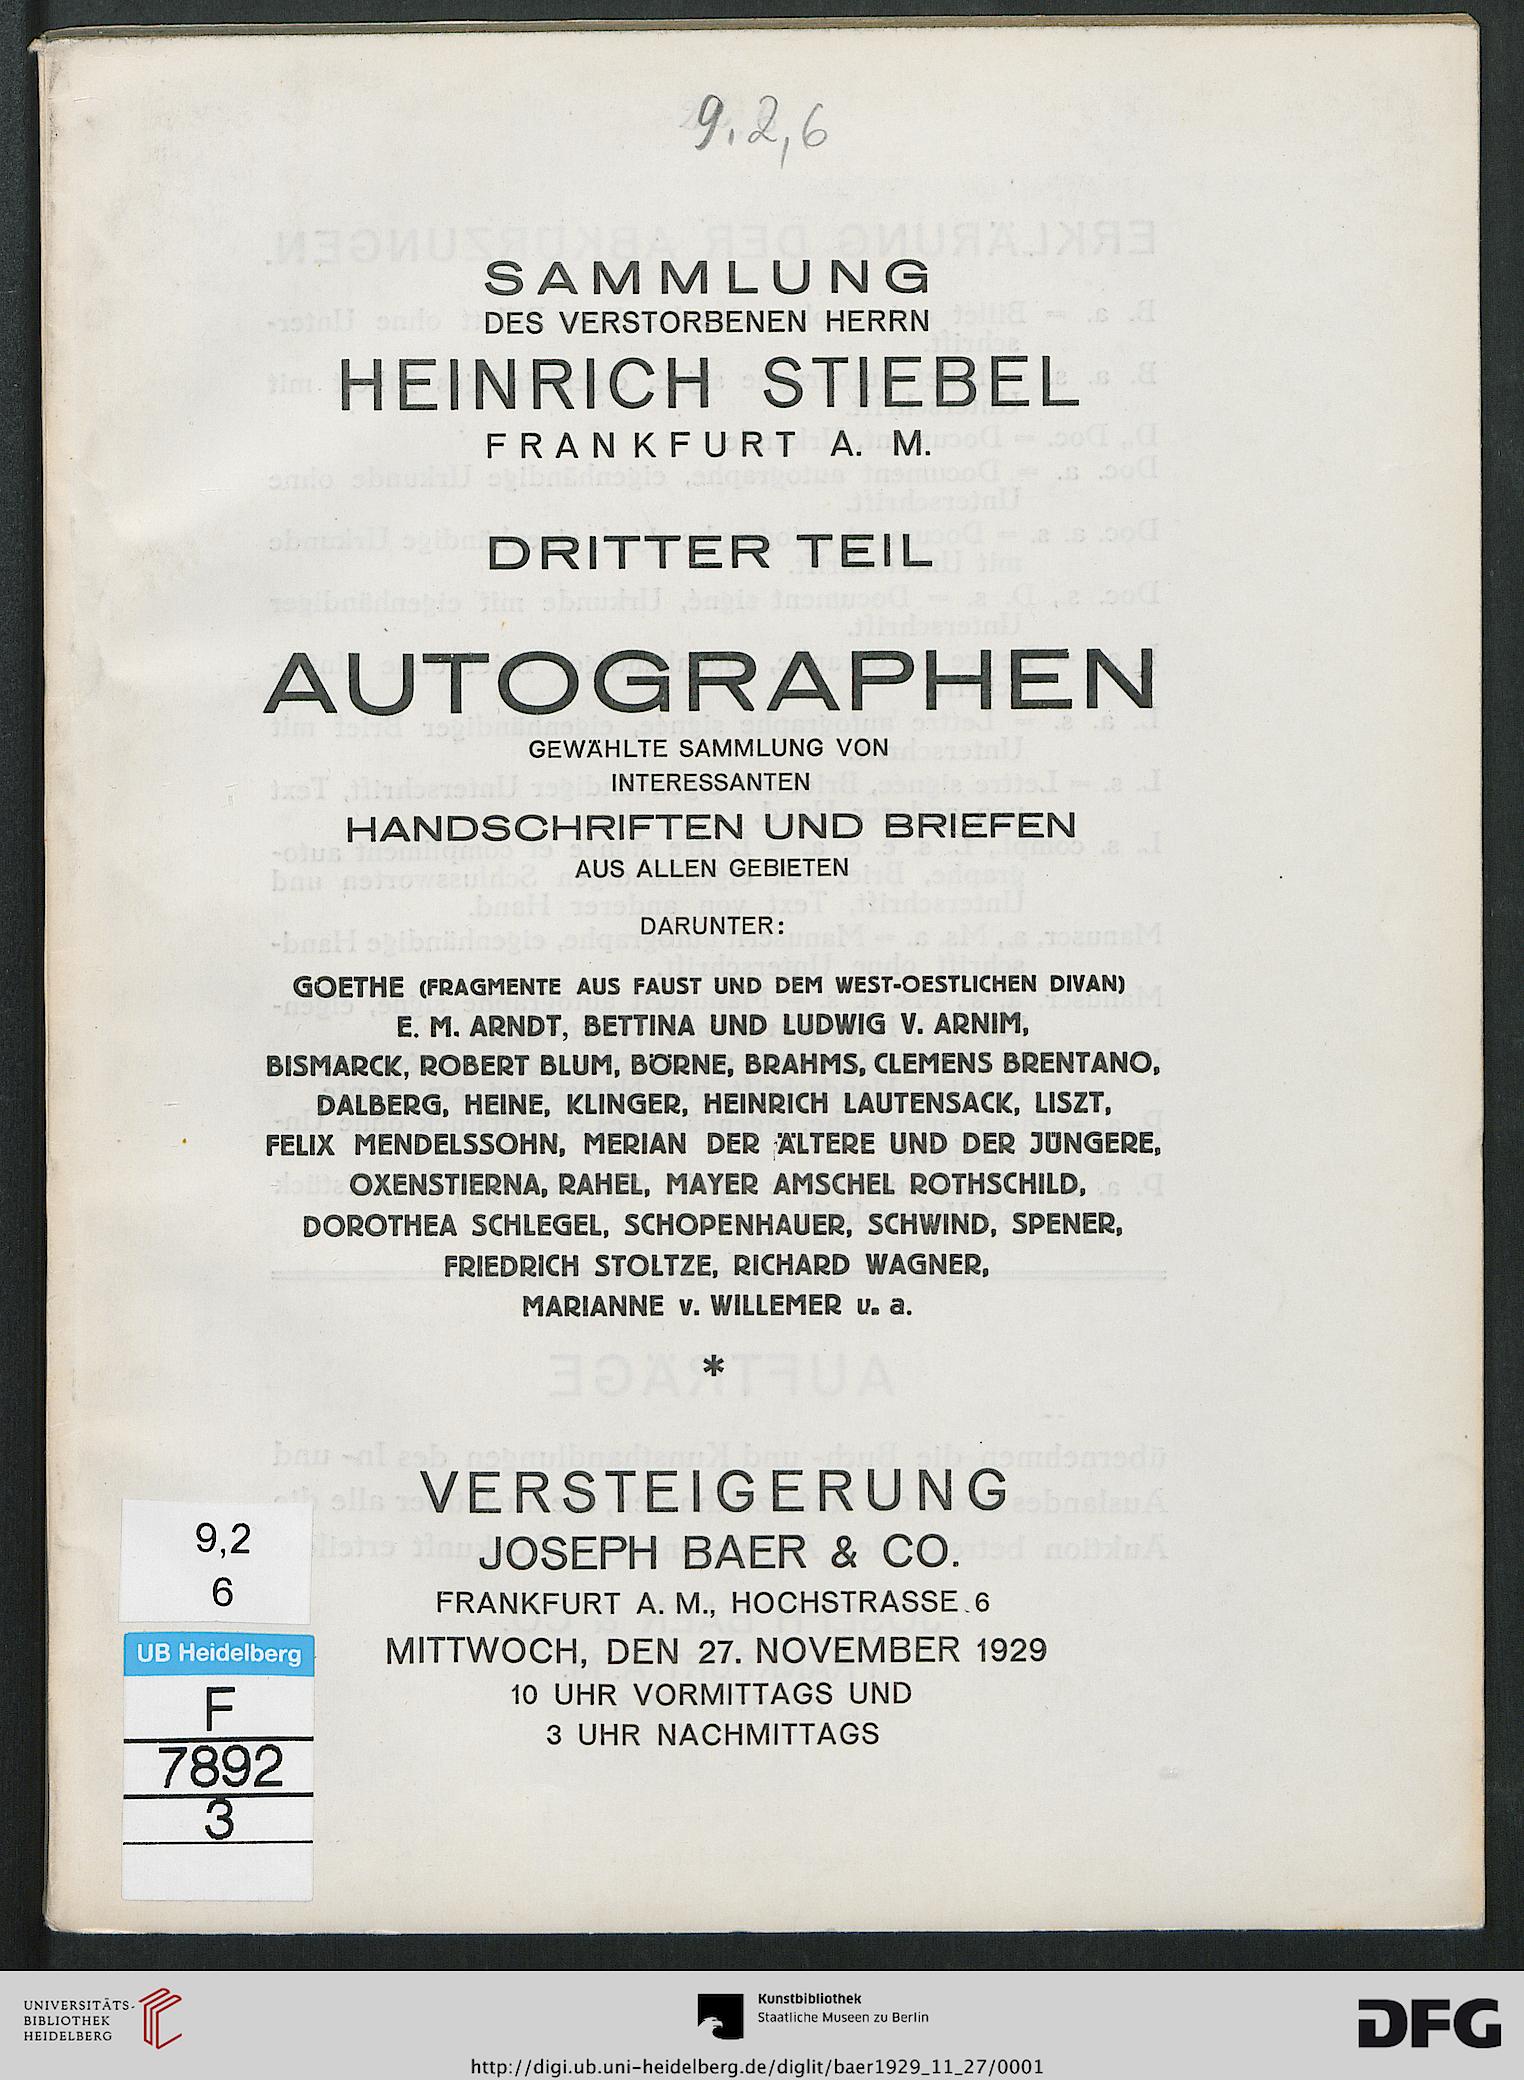 9.2,6
SAMMLUNG
DES VERSTORBENEN HERRN
HEINRICH STIEBEL
FRANKFURT A. M.
DRITTER TEIL
AUTOGRAPHEN
GEWÄHLTE SAMMLUNG VON
INTERESSANTEN
HANDSCHRIFTEN UND BRIEFEN
AUS ALLEN GEBIETEN
DARUNTER:
GOETHE (FRAGMENTE AUS FAUST UND DEM WEST-OESTLICHEN DIVAN)
E. M. ARNDT, BETTINA UND LUDWIG V. ARNIM,
BISMARCK, ROBERT BLUM, BÖRNE, BRAHMS, CLEMENS BRENTANO,
DALBERG, HEINE, KLINGER, HEINRICH LAUTENSACK, LISZT,
FELIX MENDELSSOHN, MERIAN DER ÄLTERE UND DER JÜNGERE,
OXENSTIERNA, RAHEL, MAYER AMSCHEL ROTHSCHILD,
DOROTHEA SCHLEGEL, SCHOPENHAUER, SCHWIND, SPENER,
FRIEDRICH STOLTZE, RICHARD WAGNER,
MARIANNE v. WILLEMER u. a.
*
VERSTEIGERUNG
JOSEPH BAER & CO.
FRANKFURT A. M., HOCHSTRASSE 6
MITTWOCH, DEN 27. NOVEMBER 1929
10 UHR VORMITTAGS UND
3 UHR NACHMITTAGS
9,2
6
UB Heidelberg
F
7892
3
UNIVERSITÄTS-
BIBLIOTHEK
HEIDELBERG
Kunstbibliothek
Staatliche Museen zu Berlin
DFG
http://digi.ub.uni-heidelberg.de/diglit/baer1929_11_27/0001